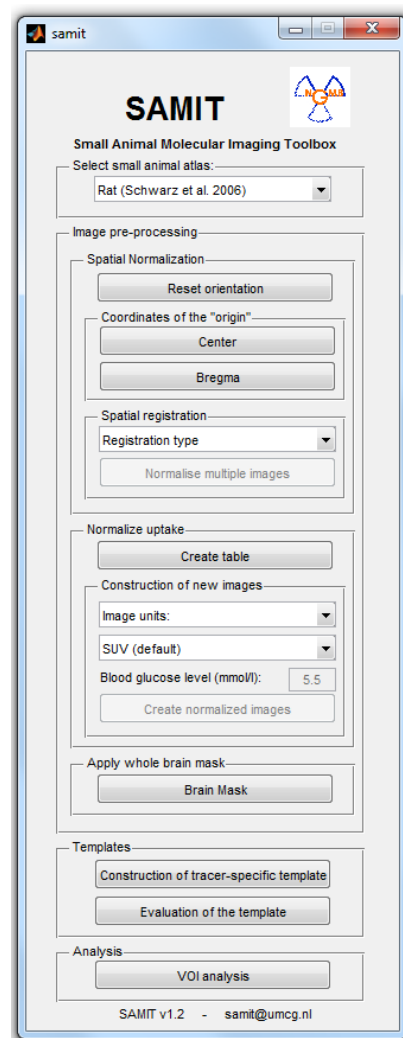 samit
SAMIT
NGMB
Small Animal Molecular Imaging Toolbox
Select small animal atlas:
Rat (Schwarz et al. 2006)
Image pre-processing
Spatial Normalization
Reset orientation
Coordinates of the "origin"
Center
Bregma
Spatial registration
Registration type
Normalise multiple images
Normalize uptake
Create table
Construction of new images
Image units:
SUV (default)
Blood glucose level (mmol/l): 5.5
Create normalized images
Apply whole brain mask
Brain Mask
Templates
Construction of tracer-specific template
Evaluation of the template
Analysis
VOI analysis
SAMIT v1.2 - samit@umcg.nl